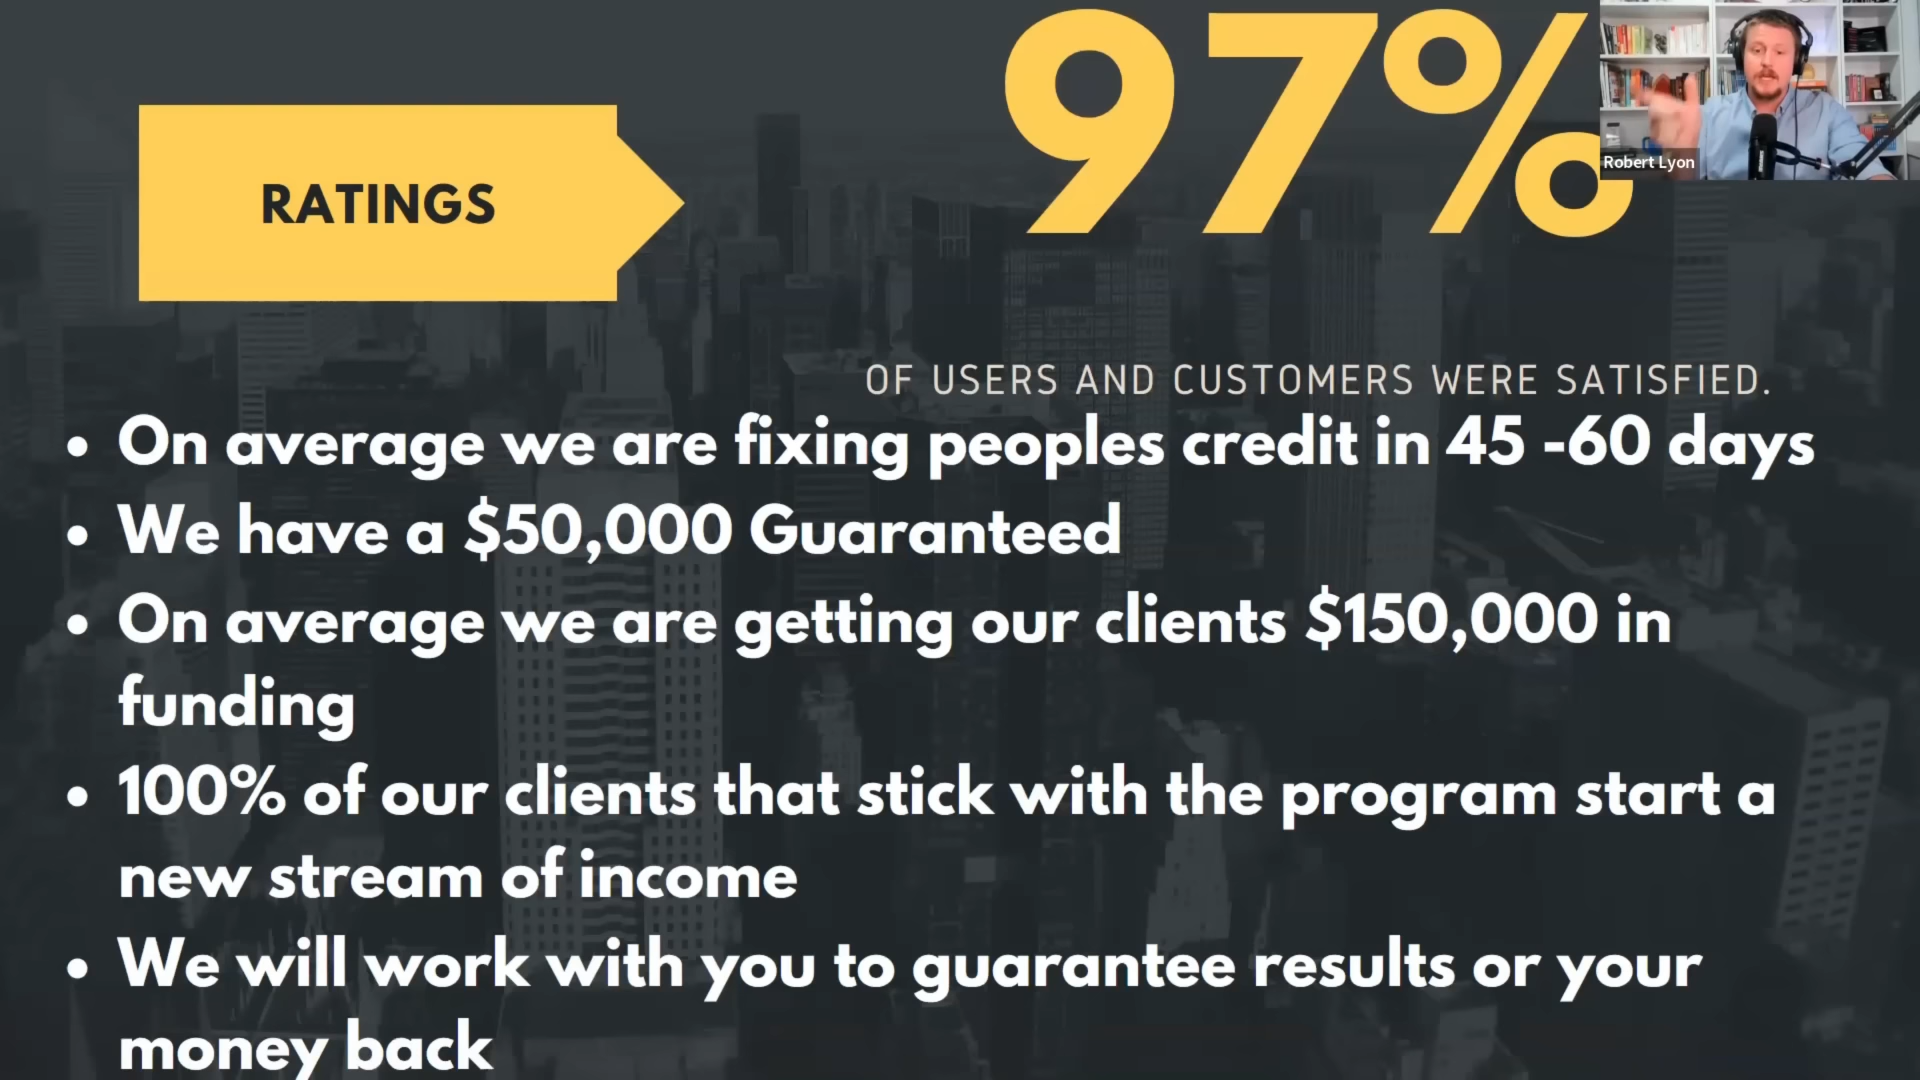 97%
RATINGS
Robert Lyon
OF USERS AND CUSTOMERS WERE SATISFIED.
• On average we are fixing peoples credit in 45 -60 days
• We have a $50,000 Guaranteed
• On average we are getting our clients $150,000 in
funding
• 100% of our clients that stick with the program start a
new stream of income
• We will work with you to guarantee results or your
money back